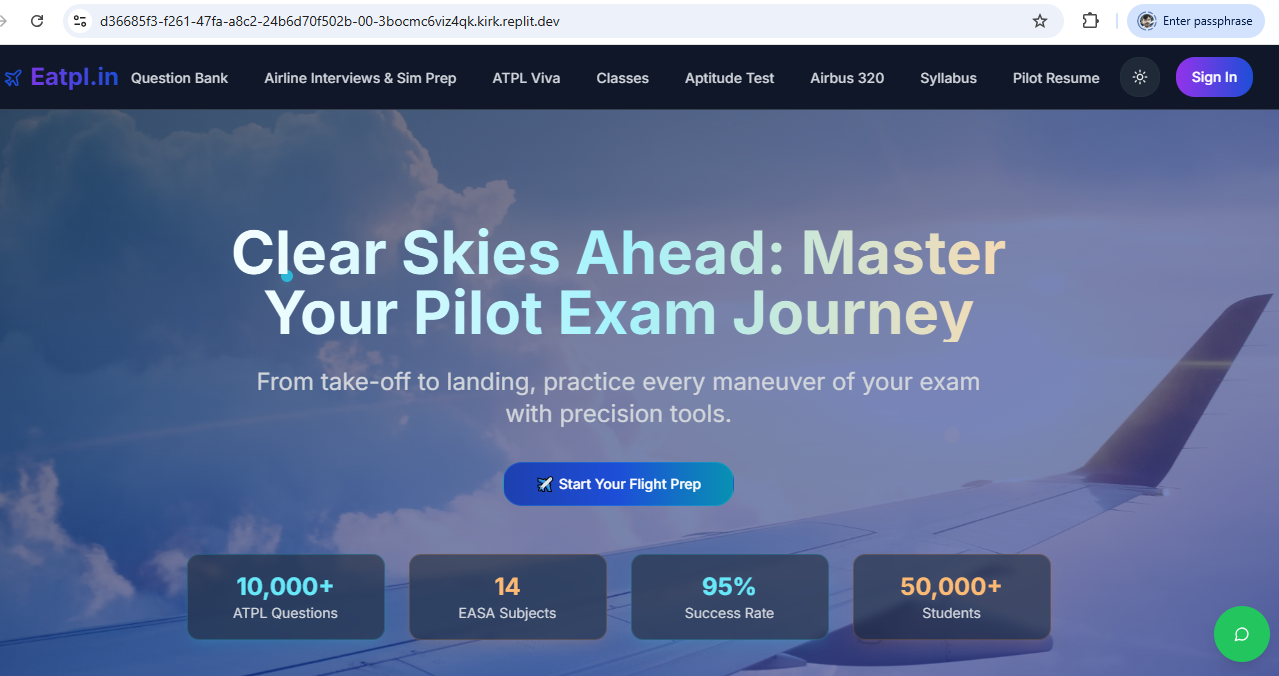 d36685f3-f261-47fa-a8c2-24b6d70f502b-00-3bocmc6viz4qk.kirk.replit.dev
Enter passphrase
Eatpl.in
Question Bank
Airline Interviews & Sim Prep
ATPL Viva
Classes
Aptitude Test
Airbus 320
Syllabus
Pilot Resume
Sign In
Clear Skies Ahead: Master
Your Pilot Exam Journey
From take-off to landing, practice every maneuver of your exam
with precision tools.
Start Your Flight Prep
10,000+
ATPL Questions
14
EASA Subjects
95%
Success Rate
50,000+
Students